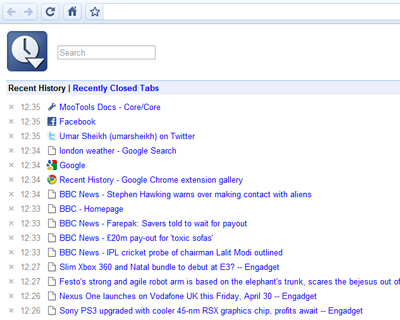 Search
Recent History | Recently Closed Tabs
× 12:35 MooTools Docs - Core/Core
× 12:35 Facebook
× 12:35 Umar Sheikh (umarsheikh) on Twitter
× 12:34 london weather - Google Search
× 12:34 Google
× 12:34 Recent History - Google Chrome extension gallery
× 12:34 BBC News - Stephen Hawking warns over making contact with aliens
× 12:33 BBC - Homepage
× 12:33 BBC News - Farepak: Savers told to wait for payout
× 12:33 BBC News - £20m pay-out for 'toxic sofas'
× 12:33 BBC News - IPL cricket probe of chairman Lalit Modi outlined
× 12:27 Slim Xbox 360 and Natal bundle to debut at E3? -- Engadget
× 12:27 Festo's strong and agile robot arm is based on the elephant's trunk, scares the bejesus out of
× 12:26 Nexus One launches on Vodafone UK this Friday, April 30 -- Engadget
× 12:26 Sony PS3 upgraded with cooler 45-nm RSX graphics chip, profits await -- Engadget